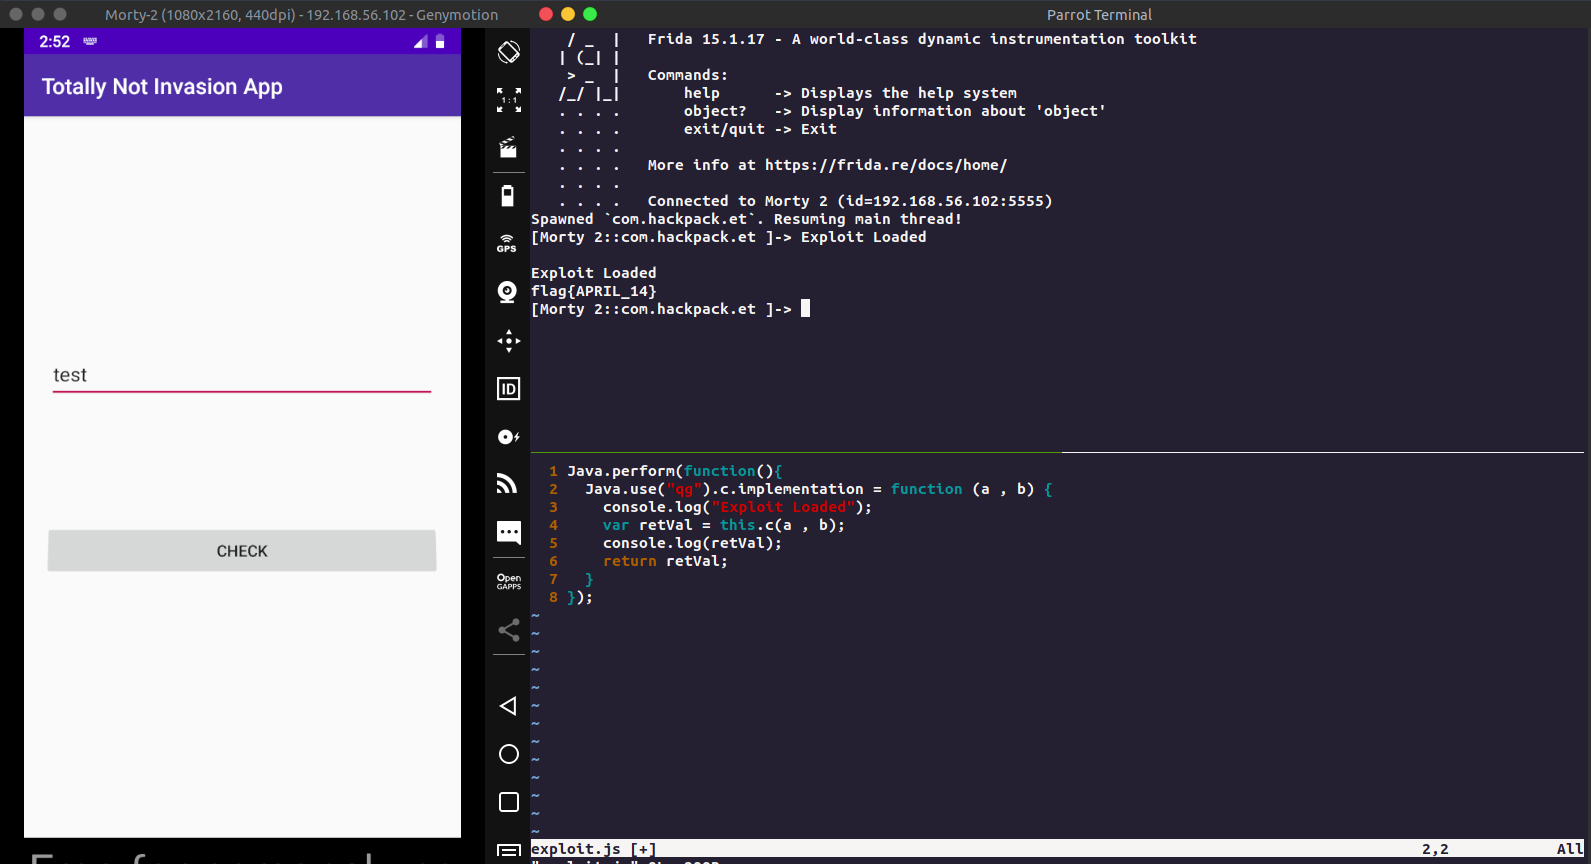 Morty-2 (1080x2160, 440dpi) - 192.168.56.102 - Genymotion
2:52
Totally Not Invasion App
test
CHECK
1:1
GPS
ID
Open
GAPPS
Parrot Terminal
/ _  |   Frida 15.1.17 - A world-class dynamic instrumentation toolkit
| (_| |
> _  |   Commands:
/_/ |_|       help      -> Displays the help system
. . . .       object?   -> Display information about 'object'
. . . .       exit/quit -> Exit
. . . .
. . . .   More info at https://frida.re/docs/home/
. . . .
. . . .   Connected to Morty 2 (id=192.168.56.102:5555)
Spawned `com.hackpack.et`. Resuming main thread!
[Morty 2::com.hackpack.et ]-> Exploit Loaded
Exploit Loaded
flag{APRIL_14}
[Morty 2::com.hackpack.et ]->
1 Java.perform(function(){
2   Java.use("qg").c.implementation = function (a , b) {
3     console.log("Exploit Loaded");
4     var retVal = this.c(a , b);
5     console.log(retVal);
6     return retVal;
7   }
8 });
~
~
~
~
~
~
~
~
~
~
~
~
~
exploit.js [+] 2,2 All